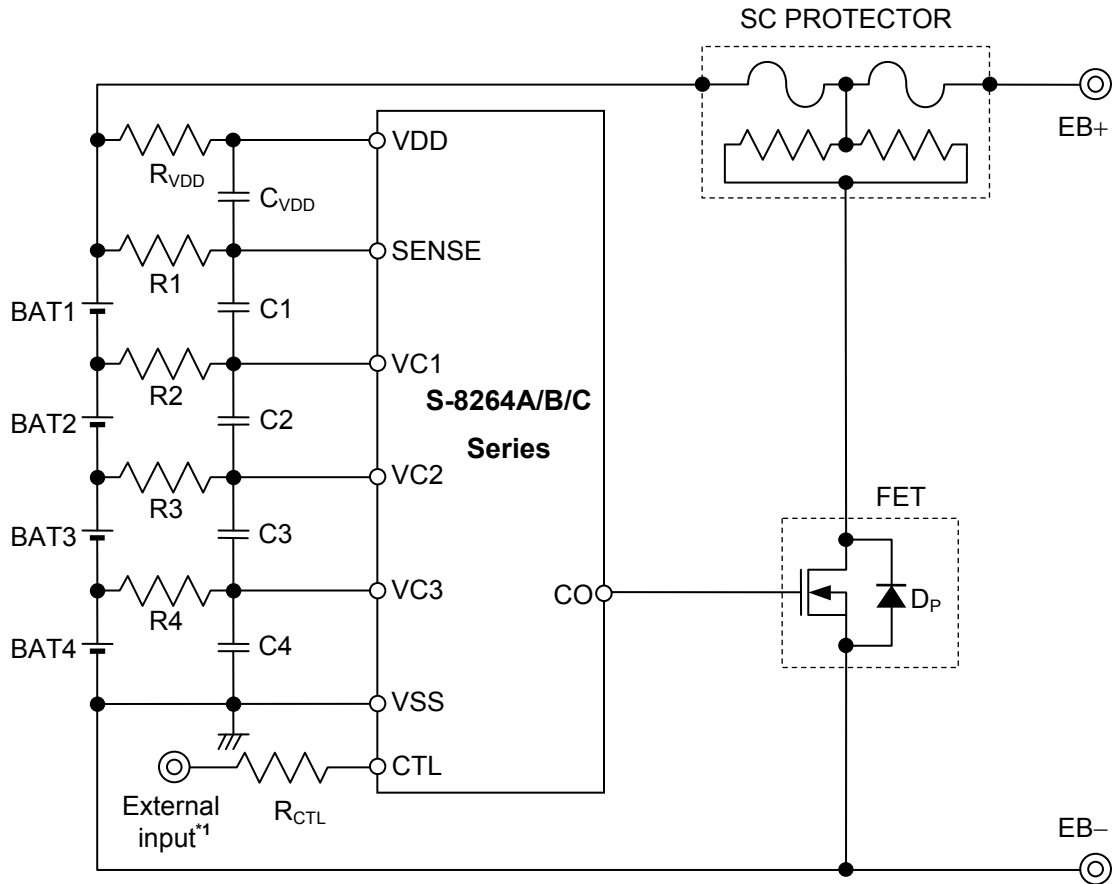 SC PROTECTOR
EB+
VDD
RVDD
CVDD
SENSE
R1
BAT1
C1
VC1
R2
S-8264A/B/C
Series
BAT2
C2
VC2
R3
FET
BAT3
C3
VC3
CO
DP
R4
BAT4
C4
VSS
CTL
External
input*1
RCTL
EB−